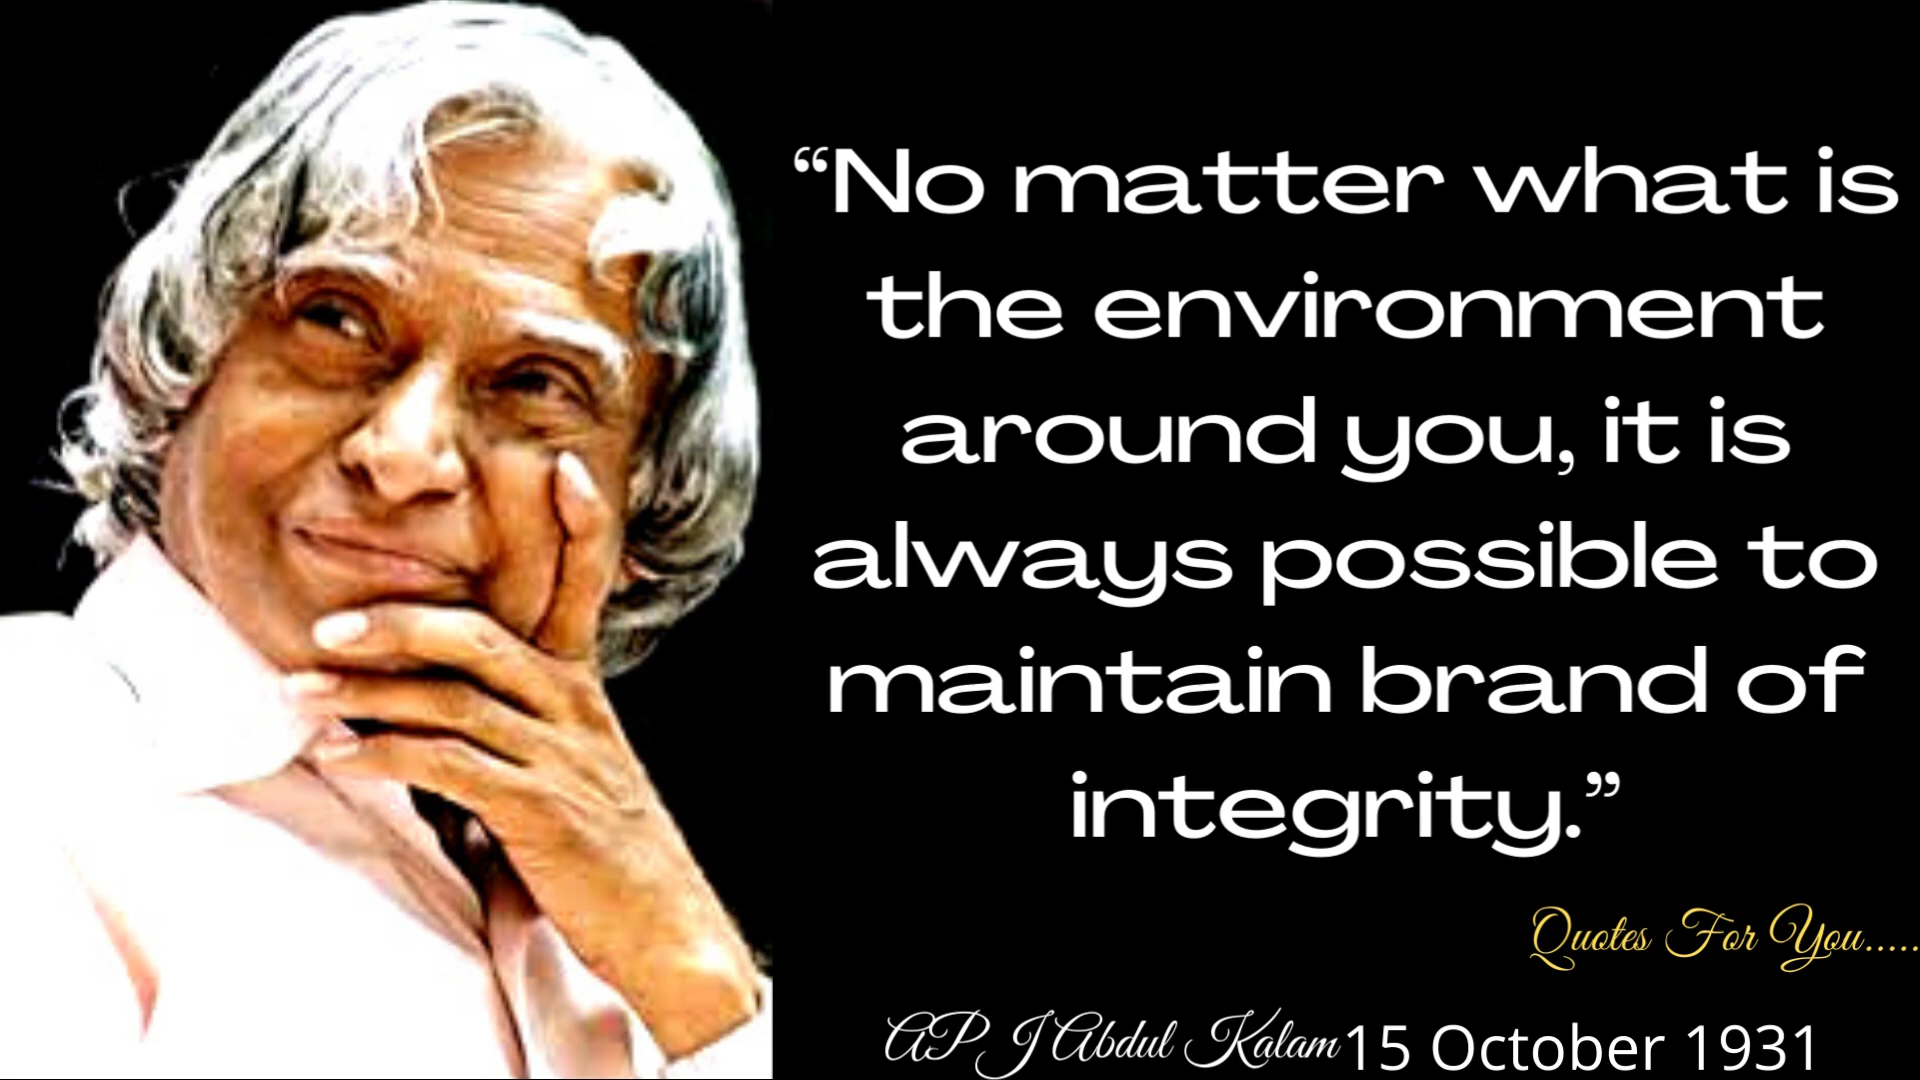 “No matter what is
the environment
around you, it is
always possible to
maintain brand of
integrity.”
Quotes For You.....
AP J Abdul Kalam 15 October 1931